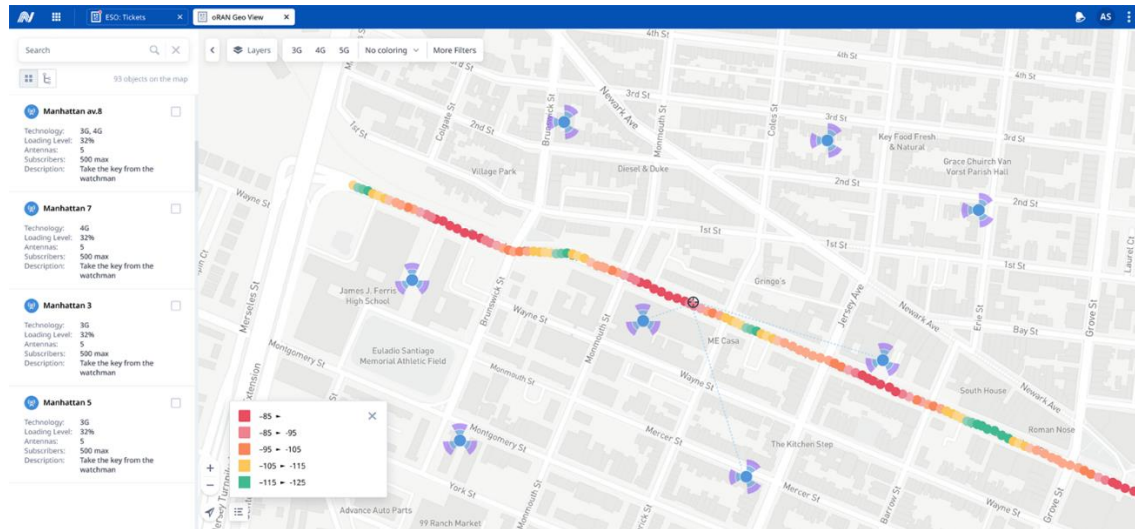 ESO: Tickets
oRAN Geo View
AS
Search
93 objects on the map
Manhattan av.8
Technology: 3G, 4G
Loading Level: 32%
Antennas: 5
Subscribers: 500 max
Description: Take the key from the
watchman
Manhattan 7
Technology: 4G
Loading Level: 32%
Antennas: 5
Subscribers: 500 max
Description: Take the key from the
watchman
Manhattan 3
Technology: 3G
Loading Level: 32%
Antennas: 5
Subscribers: 500 max
Description: Take the key from the
watchman
Manhattan 5
Technology: 3G
Loading Level: 32%
Antennas: 5
Subscribers: 500 max
Description: Take the key from the
watchman
Layers
3G
4G
5G
No coloring
More Filters
4th St
4th St
4th St
3rd St
3rd St
3rd St
Newark Ave
Coles St
Colgate St
Brunswick St
Monmouth St
1st St
2nd St
Village Park
Diesel & Duke
Key Food Fresh
& Natural
Grace Church Van
Vorst Parish Hall
2nd St
2nd St
Wayne St
1st St
1st St
1st St
Laurel Ct
James J. Ferris
High School
Brunswick St
Wayne St
Monmouth St
Gringo's
Jersey Ave
Newark Ave
Erie St
Bay St
Grove St
Merseles St
Montgomery St
Euladio Santiago
Memorial Athletic Field
Monmouth St
ME Casa
Wayne St
South House
Newark Ave
Roman Nose
-85
-85 -95
-95 -105
-105 -115
-115 -125
Montgomery St
Mercer St
The Kitchen Step
York St
Mercer St
Barrow St
Grove St
Advance Auto Parts
99 Ranch Market
Monmouth St